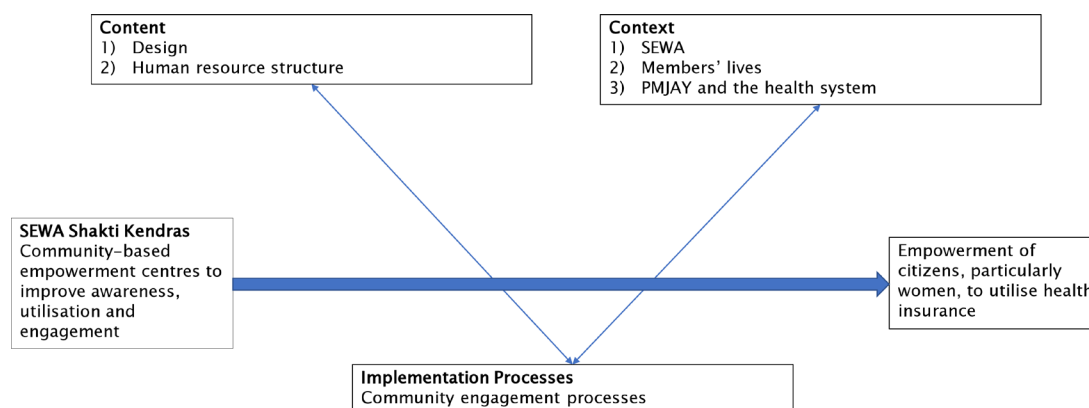 Content
1) Design
2) Human resource structure
Context
1) SEWA
2) Members' lives
3) PMJAY and the health system
SEWA Shakti Kendras
Community-based
empowerment centres to
improve awareness,
utilisation and
engagement
Empowerment of
citizens, particularly
women, to utilise health
insurance
Implementation Processes
Community engagement processes